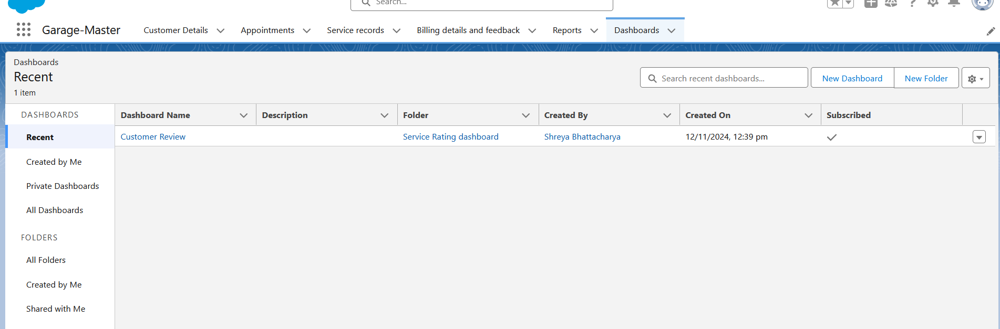 Search...
Garage-Master Customer Details Appointments Service records Billing details and feedback Reports Dashboards
Dashboards
Recent
1 item
Search recent dashboards... New Dashboard New Folder
DASHBOARDS
Recent
Created by Me
Private Dashboards
All Dashboards
FOLDERS
All Folders
Created by Me
Shared with Me
Dashboard Name Description Folder Created By Created On Subscribed
Customer Review Service Rating dashboard Shreya Bhattacharya 12/11/2024, 12:39 pm